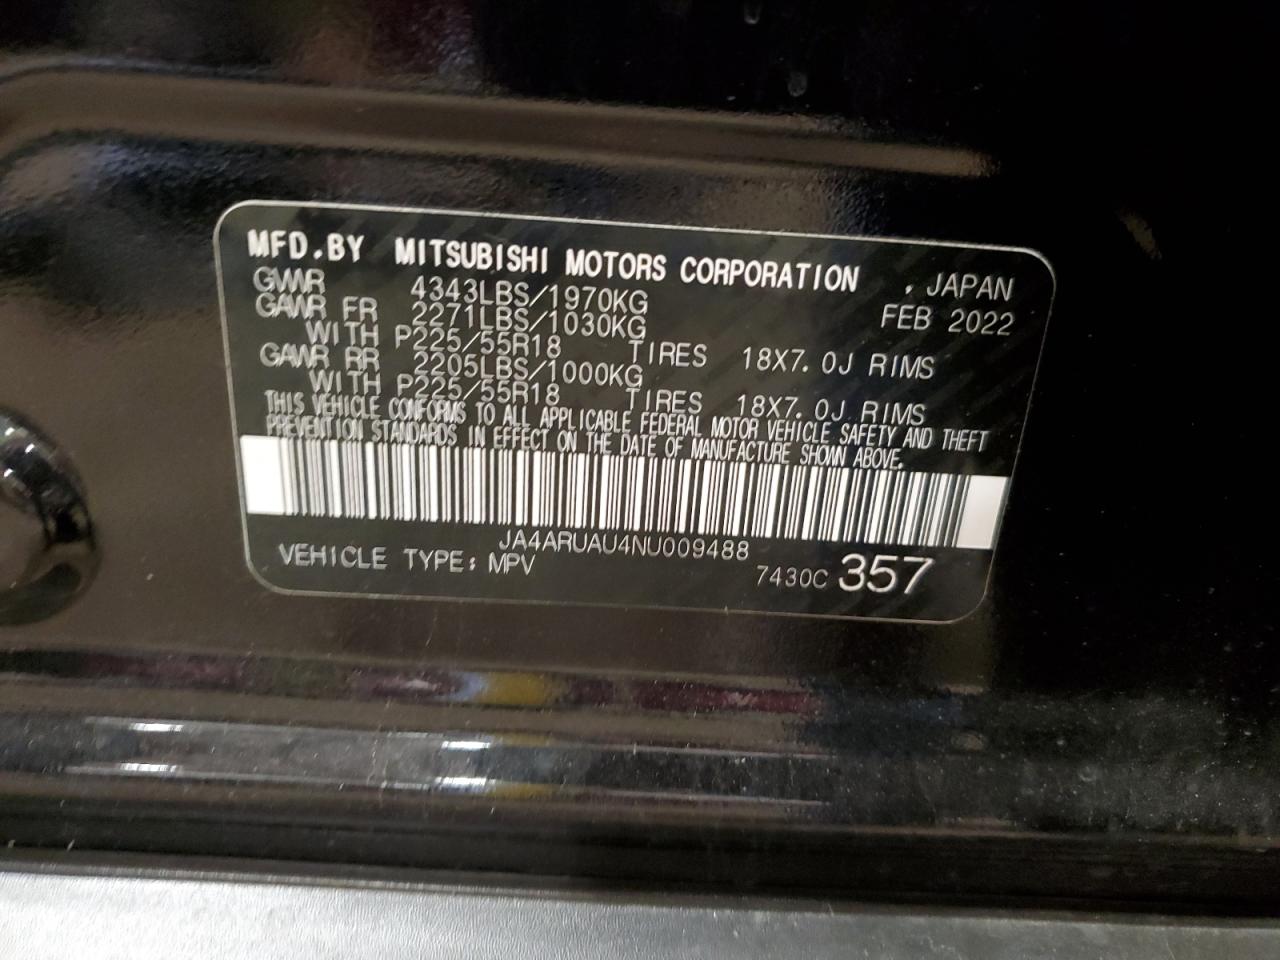 MFD.BY MITSUBISHI MOTORS CORPORATION , JAPAN
GVWR 4343LBS/1970KG FEB 2022
GAWR FR 2271LBS/1030KG
WITH P225/55R18 TIRES 18X7.0J RIMS
GAWR RR 2205LBS/1000KG
WITH P225/55R18 TIRES 18X7.0J RIMS
THIS VEHICLE CONFORMS TO ALL APPLICABLE FEDERAL MOTOR VEHICLE SAFETY AND THEFT
PREVENTION STANDARDS IN EFFECT ON THE DATE OF MANUFACTURE SHOWN ABOVE.
JA4ARUAU4NU009488
VEHICLE TYPE: MPV 7430C 357